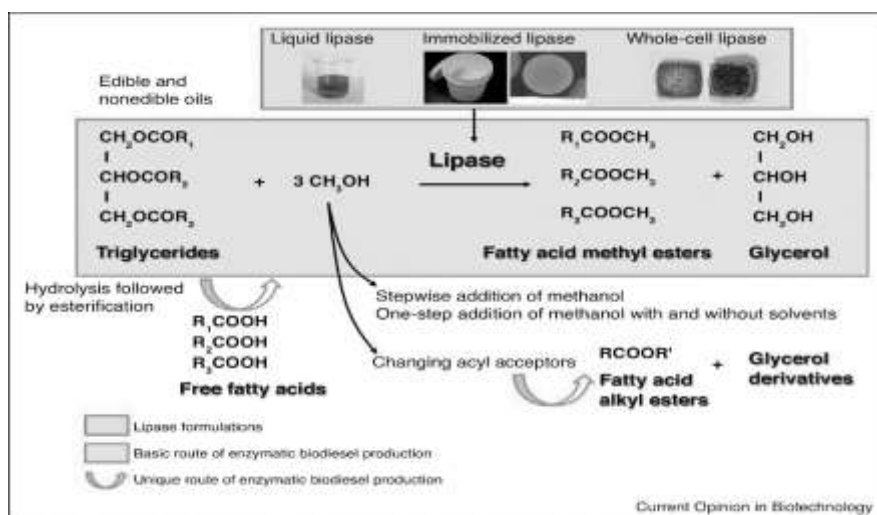 Liquid lipase Immobilized lipase Whole-cell lipase
Edible and
nonedible oils
CH₂OCOR₁ R₁COOCH₃ CH₂OH
Lipase
CHOCOR₂ + 3 CH₃OH R₂COOCH₃ + CHOH
CH₂OCOR₃ R₃COOCH₃ CH₂OH
Triglycerides Fatty acid methyl esters Glycerol
Hydrolysis followed
by esterification
Stepwise addition of methanol
One-step addition of methanol with and without solvents
R₁COOH
R₂COOH
R₃COOH
Free fatty acids
Changing acyl acceptors
RCOOR' + Glycerol
Fatty acid derivatives
alkyl esters
Lipase formulations
Basic route of enzymatic biodiesel production
Unique route of enzymatic biodiesel production
Current Opinion in Biotechnology